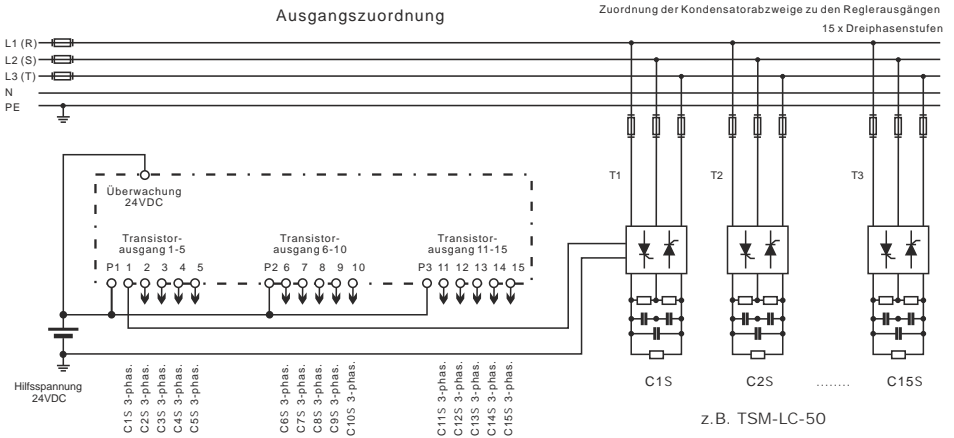 Ausgangszuordnung
Zuordnung der Kondensatorabzweige zu den Reglerausgängen
15 x Dreiphasenstufen
L1 (R)
L2 (S)
L3 (T)
N
PE
T1
T2
T3
Überwachung
24VDC
Transistor-
ausgang 1-5
Transistor-
ausgang 6-10
Transistor-
ausgang 11-15
P1 1 2 3 4 5
P2 6 7 8 9 10
P3 11 12 13 14 15
Hilfsspannung
24VDC
C1S 3-phas.
C2S 3-phas.
C3S 3-phas.
C4S 3-phas.
C5S 3-phas.
C6S 3-phas.
C7S 3-phas.
C8S 3-phas.
C9S 3-phas.
C10S 3-phas.
C11S 3-phas.
C12S 3-phas.
C13S 3-phas.
C14S 3-phas.
C15S 3-phas.
C1S
C2S
........
C15S
z.B. TSM-LC-50